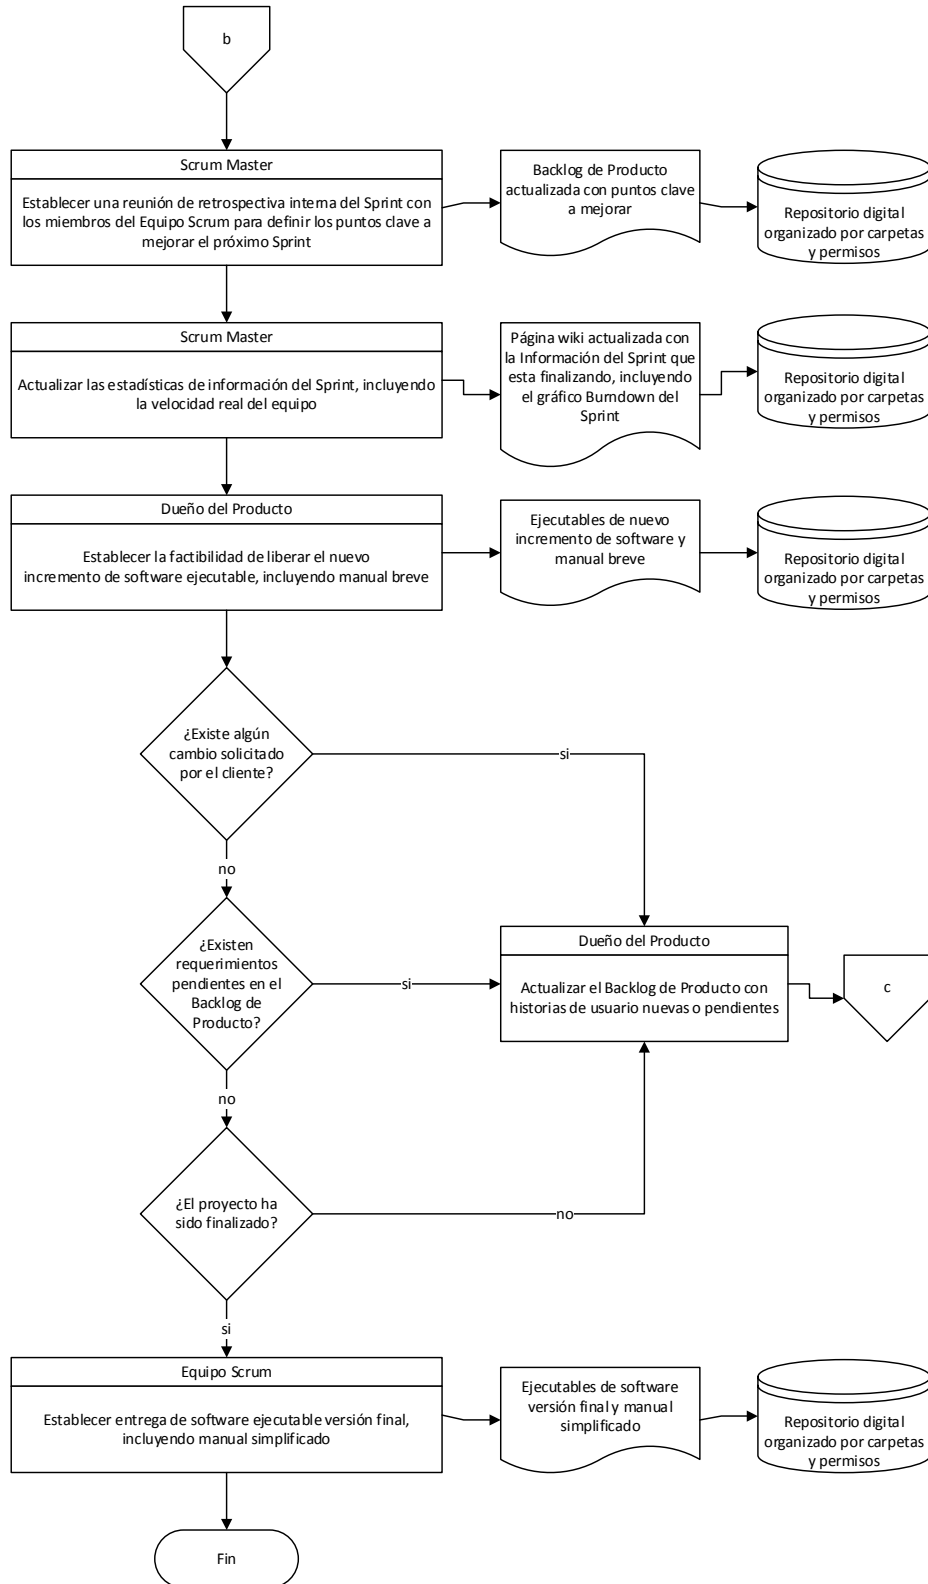 b
Scrum Master
Establecer una reunión de retrospectiva interna del Sprint con
los miembros del Equipo Scrum para definir los puntos clave a
mejorar el próximo Sprint
Backlog de Producto
actualizada con puntos clave
a mejorar
Repositorio digital
organizado por carpetas
y permisos
Scrum Master
Actualizar las estadísticas de información del Sprint, incluyendo
la velocidad real del equipo
Página wiki actualizada con
la Información del Sprint que
esta finalizando, incluyendo
el gráfico Burndown del
Sprint
Repositorio digital
organizado por carpetas
y permisos
Dueño del Producto
Establecer la factibilidad de liberar el nuevo
incremento de software ejecutable, incluyendo manual breve
Ejecutables de nuevo
incremento de software y
manual breve
Repositorio digital
organizado por carpetas
y permisos
¿Existe algún
cambio solicitado
por el cliente?
si
no
¿Existen
requerimientos
pendientes en el
Backlog de
Producto?
si
Dueño del Producto
Actualizar el Backlog de Producto con
historias de usuario nuevas o pendientes
c
no
¿El proyecto ha
sido finalizado?
no
si
Equipo Scrum
Establecer entrega de software ejecutable versión final,
incluyendo manual simplificado
Ejecutables de software
versión final y manual
simplificado
Repositorio digital
organizado por carpetas
y permisos
Fin